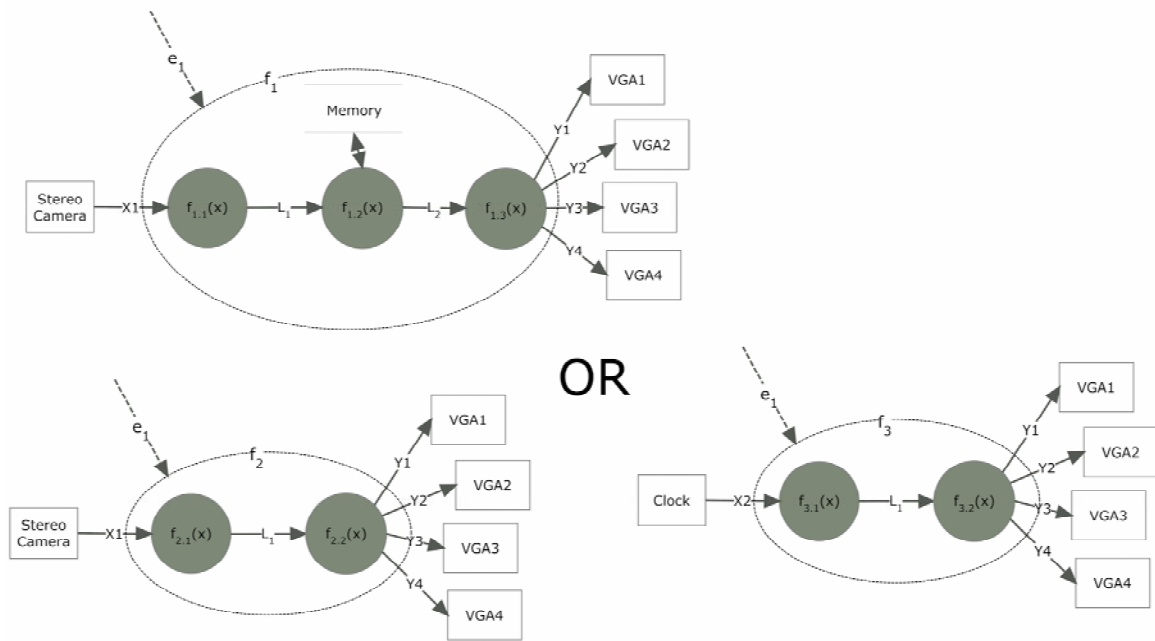 e₁
f₁
Memory
VGA1
Y1
VGA2
Y2
Stereo
Camera
X1
f₁.₁(x)
L₁
f₁.₂(x)
L₂
f₁.₃(x)
Y3
VGA3
Y4
VGA4
OR
e₁
f₂
VGA1
Y1
VGA2
Y2
Stereo
Camera
X1
f₂.₁(x)
L₁
f₂.₂(x)
Y3
VGA3
Y4
VGA4
e₁
f₃
VGA1
Y1
VGA2
Y2
Clock
X2
f₃.₁(x)
L₁
f₃.₂(x)
Y3
VGA3
Y4
VGA4